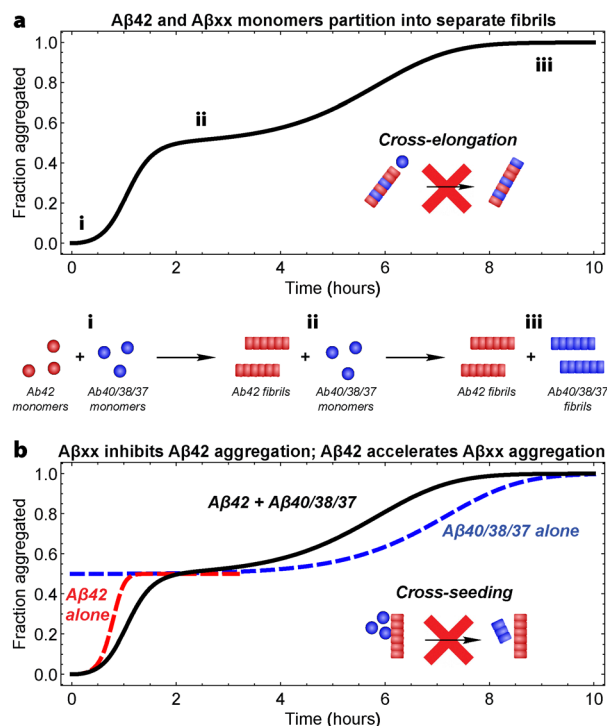 a Aβ42 and Aβxx monomers partition into separate fibrils
Fraction aggregated
1.0
0.8
0.6
0.4
0.2
0.0
i
ii
iii
Cross-elongation
0 2 4 6 8 10
Time (hours)
i ii iii
+ + +
Ab42 monomers
Ab40/38/37 monomers
Ab42 fibrils
Ab40/38/37 monomers
Ab42 fibrils
Ab40/38/37 fibrils
b Aβxx inhibits Aβ42 aggregation; Aβ42 accelerates Aβxx aggregation
Fraction aggregated
1.0
0.8
0.6
0.4
0.2
0.0
Aβ42 + Aβ40/38/37
Aβ40/38/37 alone
Aβ42
alone
Cross-seeding
0 2 4 6 8 10
Time (hours)